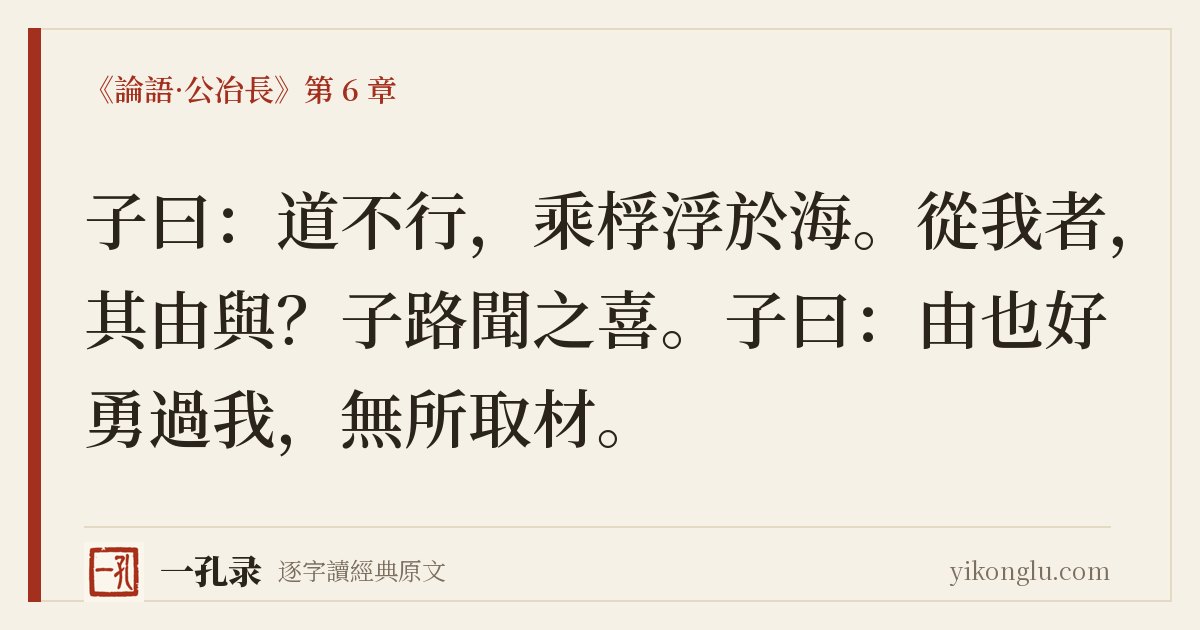 《論語·公冶長》第 6 章
子曰：道不行，乘桴浮於海。從我者，
其由與？子路聞之喜。子曰：由也好
勇過我，無所取材。
一孔
一孔录 逐字讀經典原文
yikonglu.com